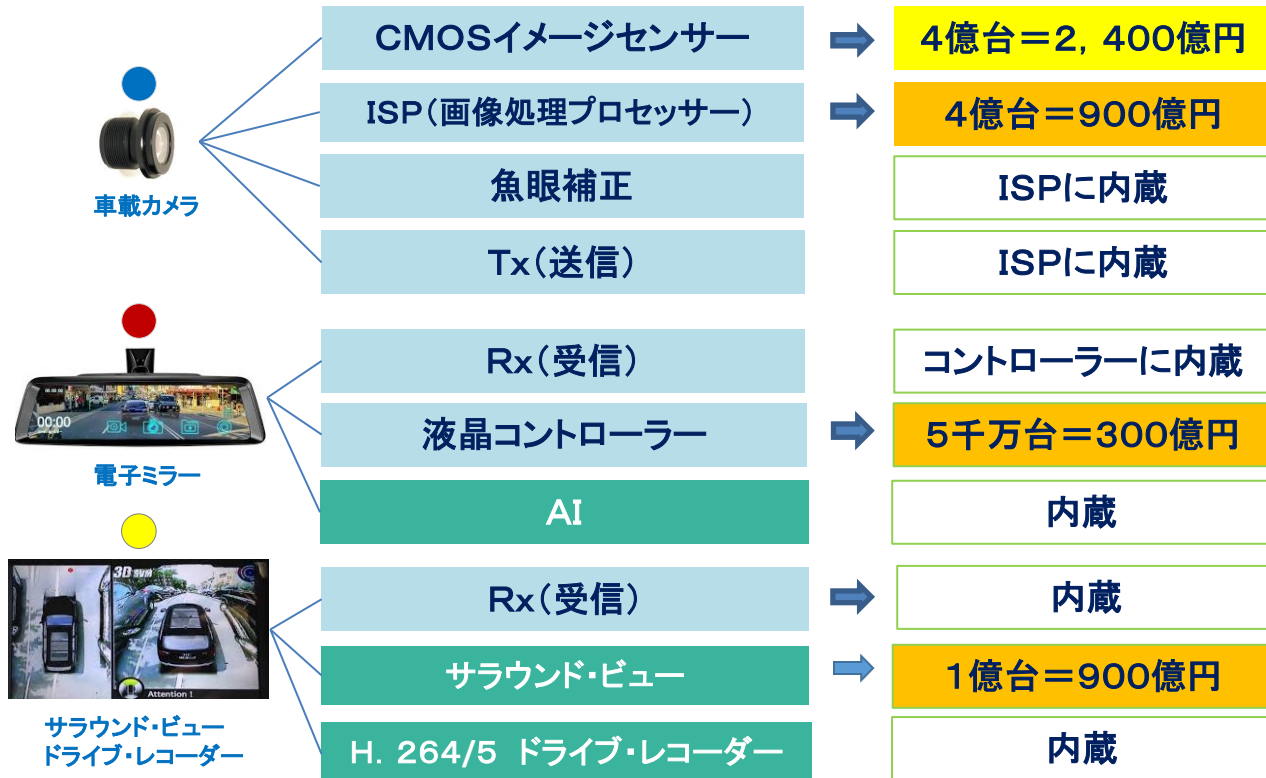 CMOSイメージセンサー
4億台＝2，400億円
ISP（画像処理プロセッサー）
4億台＝900億円
魚眼補正
ISPに内蔵
車載カメラ
Tx（送信）
ISPに内蔵
Rx（受信）
コントローラーに内蔵
00:00
液晶コントローラー
5千万台＝300億円
電子ミラー
AI
内蔵
3D SVM
Rx（受信）
内蔵
Attention !
サラウンド・ビュー
1億台＝900億円
サラウンド・ビュー
ドライブ・レコーダー
H．264/5 ドライブ・レコーダー
内蔵